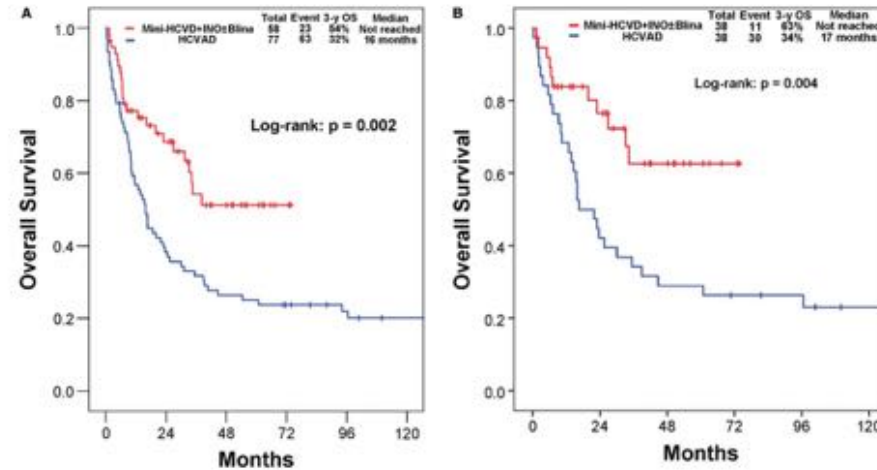 A
Total Event 3-y OS Median
Mini-HCVD+INO±Blina 58 23 54% Not reached
HCVAD 77 63 32% 16 months
Log-rank: p = 0.002
Overall Survival
1.0
0.8
0.6
0.4
0.2
0.0
0 24 48 72 96 120
Months
B
Total Event 3-y OS Median
Mini-HCVD+INO±Blina 38 11 63% Not reached
HCVAD 38 30 34% 17 months
Log-rank: p = 0.004
Overall Survival
1.0
0.8
0.6
0.4
0.2
0.0
0 24 48 72 96 120
Months